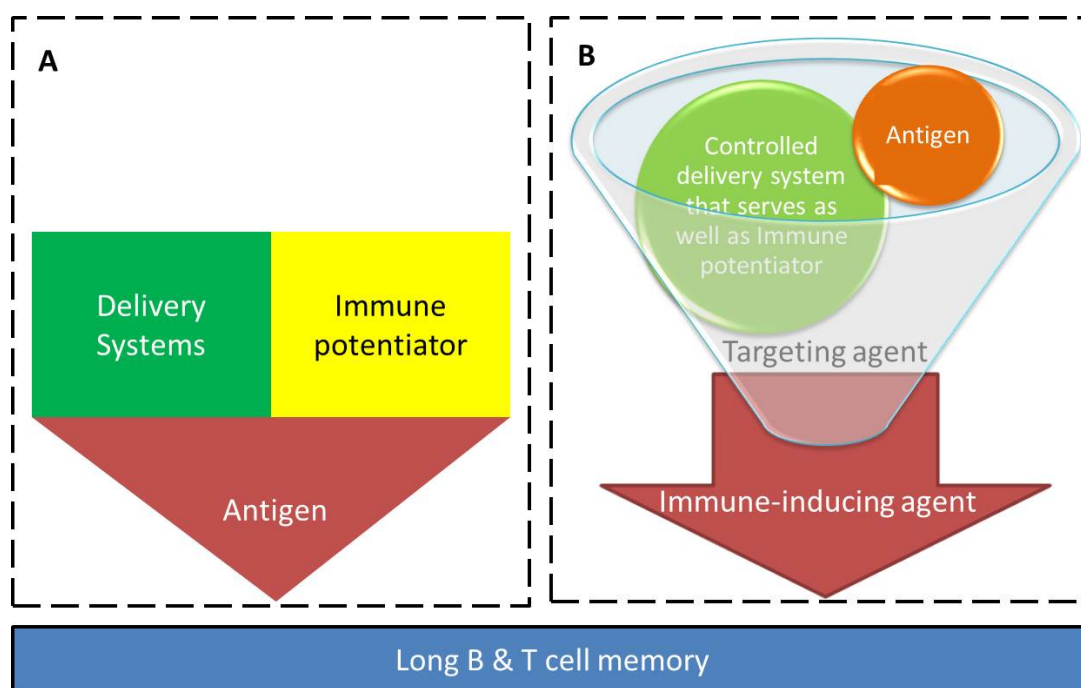 A
Delivery
Systems
Immune
potentiator
Antigen
B
Controlled
delivery system
that serves as
well as Immune
potentiator
Antigen
Targeting agent
Immune-inducing agent
Long B & T cell memory